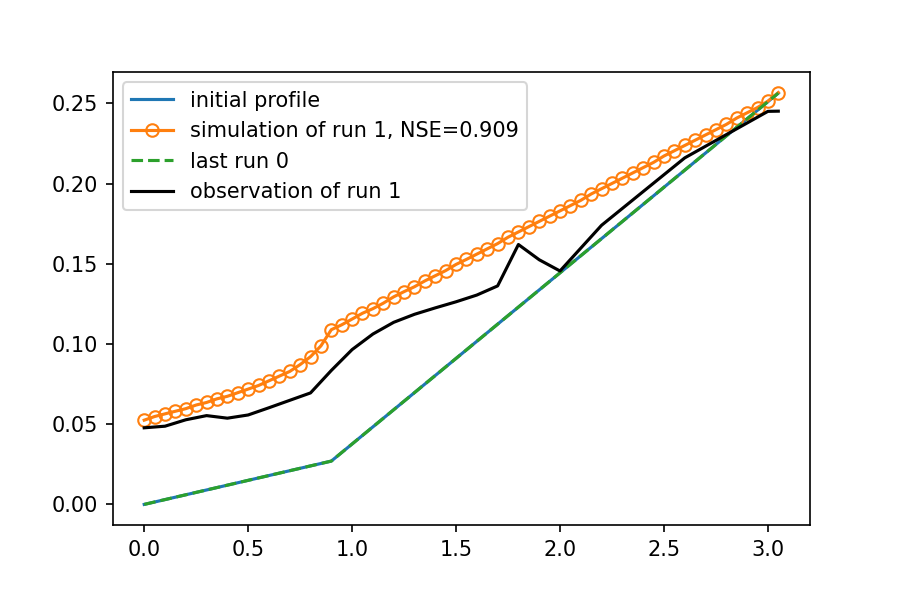 initial profile
simulation of run 1, NSE=0.909
last run 0
observation of run 1
0.25
0.20
0.15
0.10
0.05
0.00
0.0 0.5 1.0 1.5 2.0 2.5 3.0